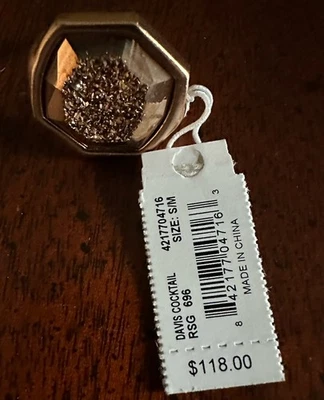 4217704716
SIZE: S/M
DAVIS COCKTAIL
RSG 696
8 42177 04716 3
MADE IN CHINA
$118.00